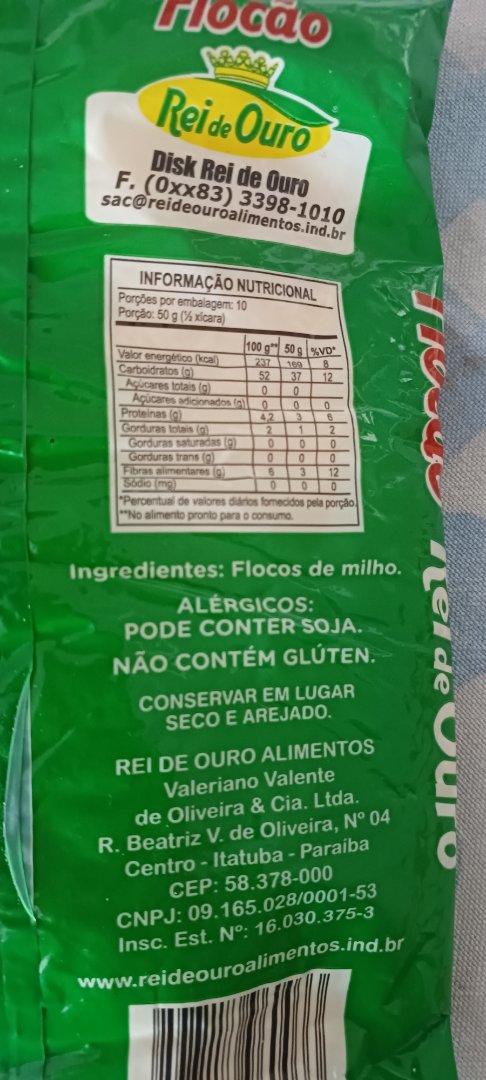 Flocão
Rei de Ouro
Disk Rei de Ouro
F. (0xx83) 3398-1010
sac@reideouroalimentos.ind.br
INFORMAÇÃO NUTRICIONAL
Porções por embalagem: 10
Porção: 50 g (½ xícara)
100 g** 50 g %VD*
Valor energético (kcal) 237 169 8
Carboidratos (g) 52 37 12
Açúcares totais (g) 0 0
Açúcares adicionados (g) 0 0 0
Proteínas (g) 4,2 3 6
Gorduras totais (g) 2 1 2
Gorduras saturadas (g) 0 0 0
Gorduras trans (g) 0 0 0
Fibras alimentares (g) 6 3 12
Sódio (mg) 0 0 0
*Percentual de valores diários fornecidos pela porção.
**No alimento pronto para o consumo.
Ingredientes: Flocos de milho.
ALÉRGICOS:
PODE CONTER SOJA.
NÃO CONTÉM GLÚTEN.
CONSERVAR EM LUGAR
SECO E AREJADO.
REI DE OURO ALIMENTOS
Valeriano Valente
de Oliveira & Cia. Ltda.
R. Beatriz V. de Oliveira, Nº 04
Centro - Itatuba - Paraíba
CEP: 58.378-000
CNPJ: 09.165.028/0001-53
Insc. Est. Nº: 16.030.375-3
www.reideouroalimentos.ind.br
Flocão Rei de Ouro